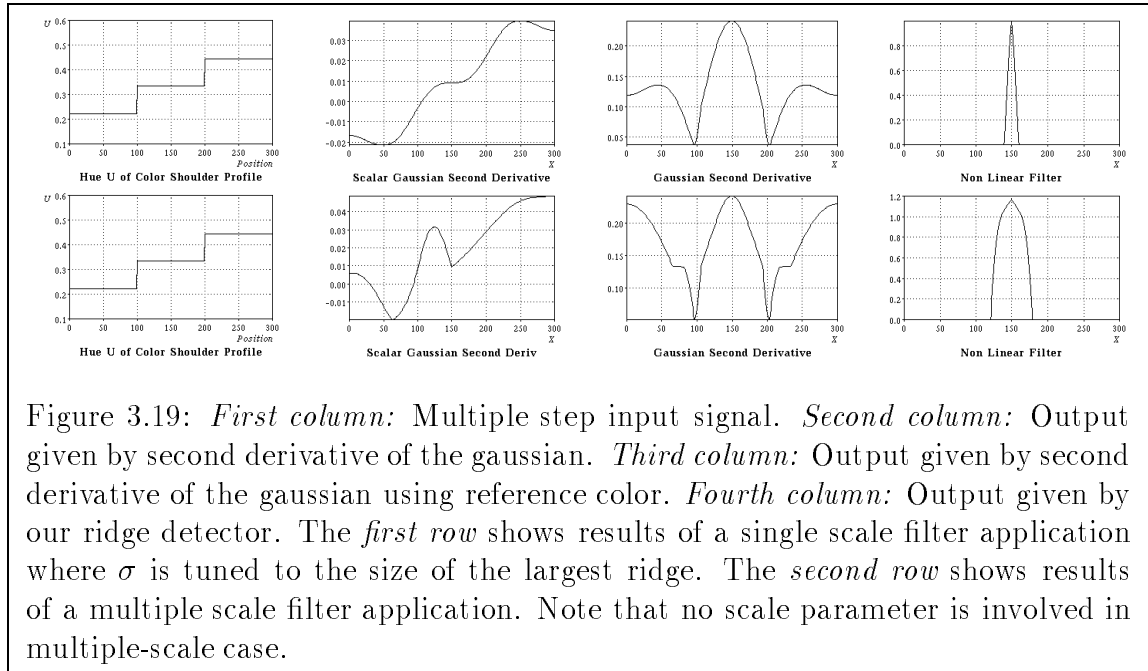 U 0.6
0.5
0.4
0.3
0.2
0.1
0 50 100 150 200 250 300
Position
Hue U of Color Shoulder Profile
0.03
0.02
0.01
0.00
-0.01
-0.02
0 50 100 150 200 250 300
X
Scalar Gaussian Second Derivative
0.20
0.15
0.10
0.05
0 50 100 150 200 250 300
X
Gaussian Second Derivative
0.8
0.6
0.4
0.2
0.0
0 50 100 150 200 250 300
X
Non Linear Filter
U 0.6
0.5
0.4
0.3
0.2
0.1
0 50 100 150 200 250 300
Position
Hue U of Color Shoulder Profile
0.04
0.03
0.02
0.01
0.00
-0.01
0 50 100 150 200 250 300
X
Scalar Gaussian Second Deriv
0.20
0.15
0.10
0 50 100 150 200 250 300
X
Gaussian Second Derivative
1.2
1.0
0.8
0.6
0.4
0.2
0.0
0 50 100 150 200 250 300
X
Non Linear Filter
Figure 3.19: First column: Multiple step input signal. Second column: Output
given by second derivative of the gaussian. Third column: Output given by second
derivative of the gaussian using reference color. Fourth column: Output given by
our ridge detector. The first row shows results of a single scale filter application
where σ is tuned to the size of the largest ridge. The second row shows results
of a multiple scale filter application. Note that no scale parameter is involved in
multiple-scale case.